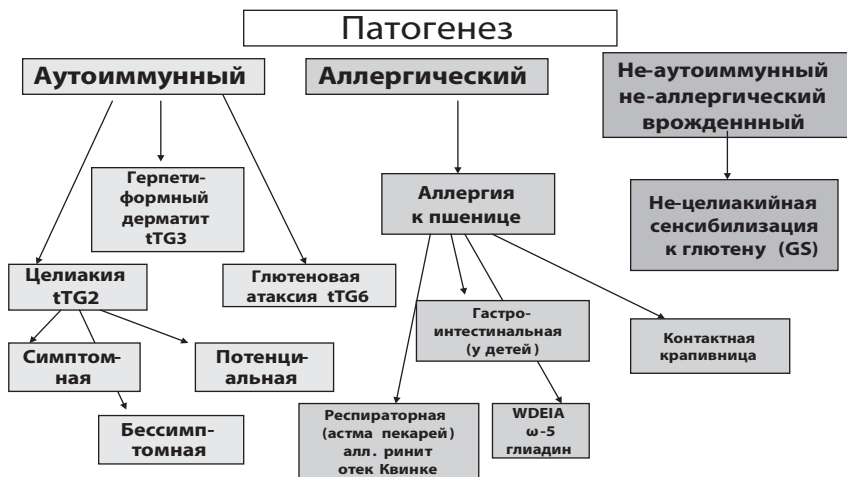 Патогенез
Аутоиммунный
Аллергический
Не-аутоиммунный
не-аллергический
врожденнный
Герпети-
формный
дерматит
tTG3
Аллергия
к пшенице
Не-целиакийная
сенсибилизация
к глютену (GS)
Целиакия
tTG2
Глютеновая
атаксия tTG6
Гастро-
интестинальная
(у детей)
Контактная
крапивница
Симптом-
ная
Потенци-
альная
Бессимп-
томная
Респираторная
(астма пекарей)
алл. ринит
отек Квинке
WDEIA
ω-5
глиадин